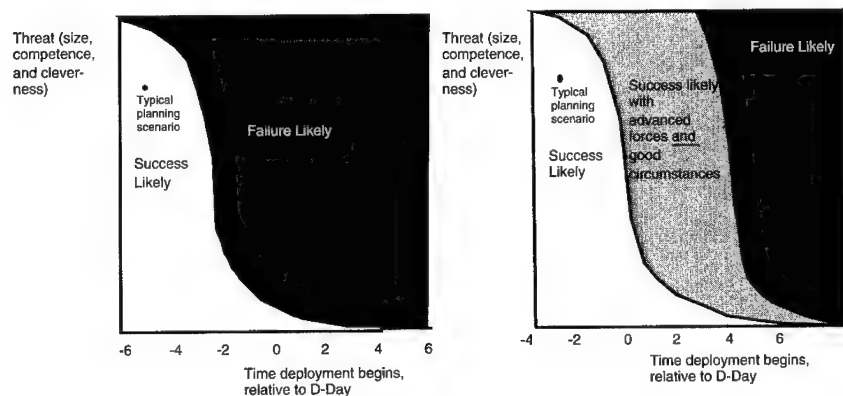 Threat (size,
competence,
and clever-
ness)
Typical
planning
scenario
Success
Likely
Failure Likely
-6 -4 -2 0 2 4 6
Time deployment begins,
relative to D-Day
Threat (size,
competence,
and clever-
ness)
Typical
planning
scenario
Success
Likely
Success likely
with
advanced
forces and
good
circumstances
Failure Likely
-4 -2 0 2 4 6 8
Time deployment begins,
relative to D-Day